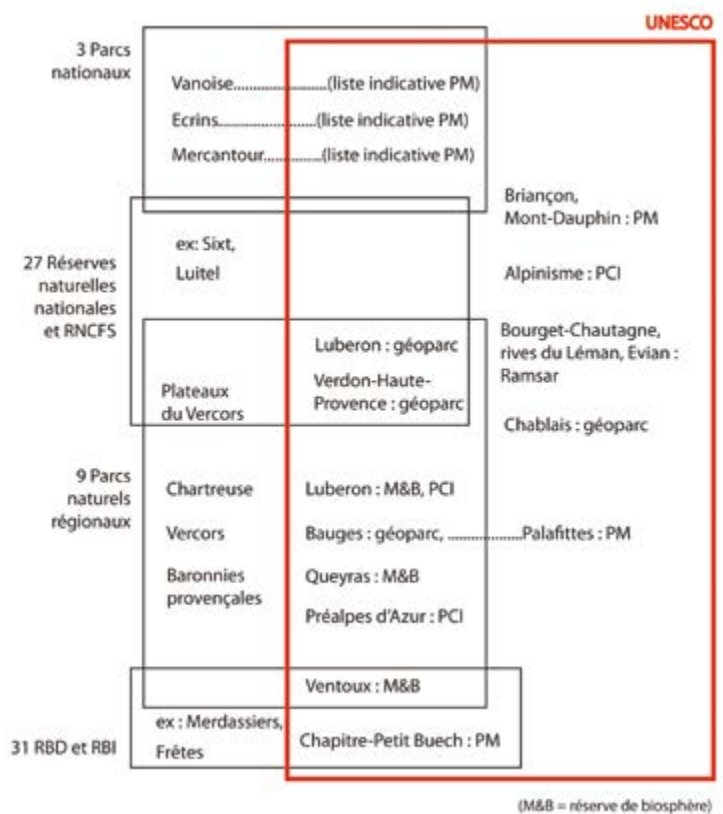 UNESCO
3 Parcs
nationaux
Vanoise..................(liste indicative PM)
Ecrins..................(liste indicative PM)
Mercantour............(liste indicative PM)
Briançon,
Mont-Dauphin : PM
27 Réserves
naturelles
nationales
et RNCFS
ex: Sixt,
Luitel
Alpinisme : PCI
Bourget-Chautagne,
rives du Léman, Evian :
Ramsar
Luberon : géoparc
Verdon-Haute-
Provence : géoparc
Plateaux
du Vercors
Chablais : géoparc
9 Parcs
naturels
régionaux
Chartreuse
Luberon : M&B, PCI
Vercors
Bauges : géoparc, ..................Palafittes : PM
Baronnies
provençales
Queyras : M&B
Préalpes d'Azur : PCI
Ventoux : M&B
31 RBD et RBI
ex : Merdassiers,
Frêtes
Chapitre-Petit Buech : PM
(M&B = réserve de biosphère)